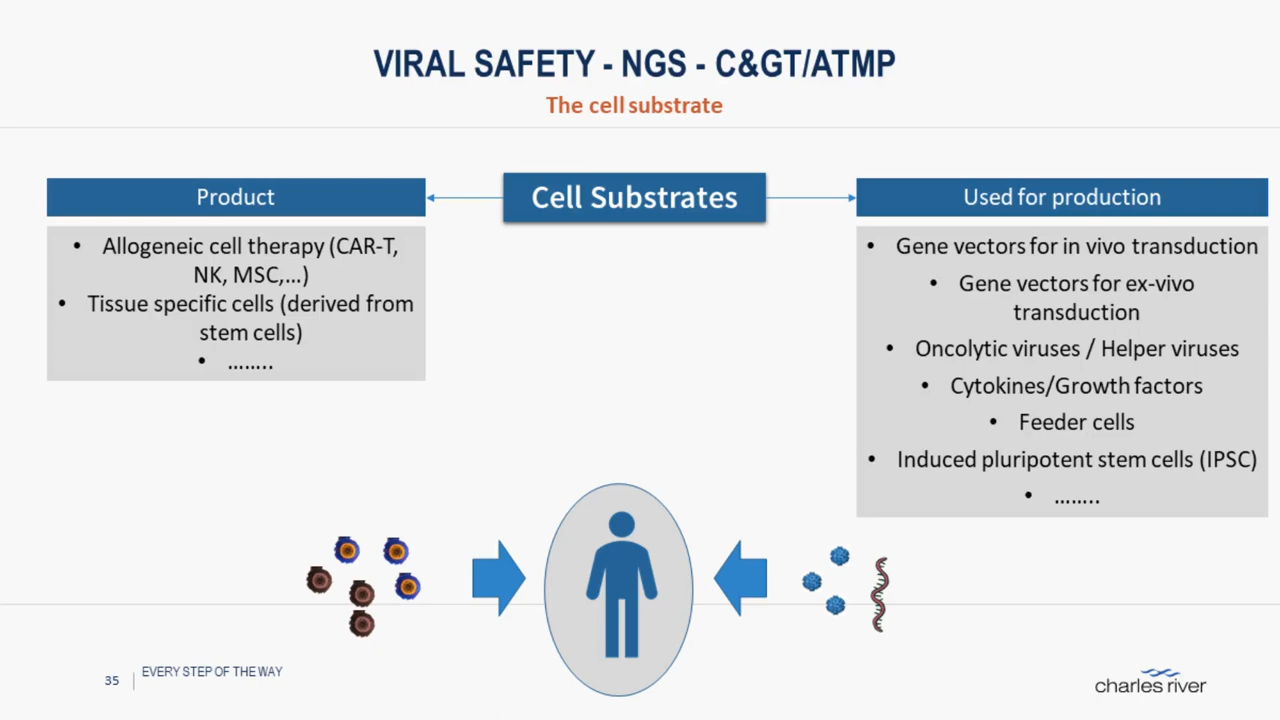 VIRAL SAFETY - NGS - C&GT/ATMP
The cell substrate
Cell Substrates
Product
• Allogeneic cell therapy (CAR-T,
NK, MSC,...)
• Tissue specific cells (derived from
stem cells)
• ........
Used for production
• Gene vectors for in vivo transduction
• Gene vectors for ex-vivo
transduction
• Oncolytic viruses / Helper viruses
• Cytokines/Growth factors
• Feeder cells
• Induced pluripotent stem cells (IPSC)
• ........
35
EVERY STEP OF THE WAY
charles river